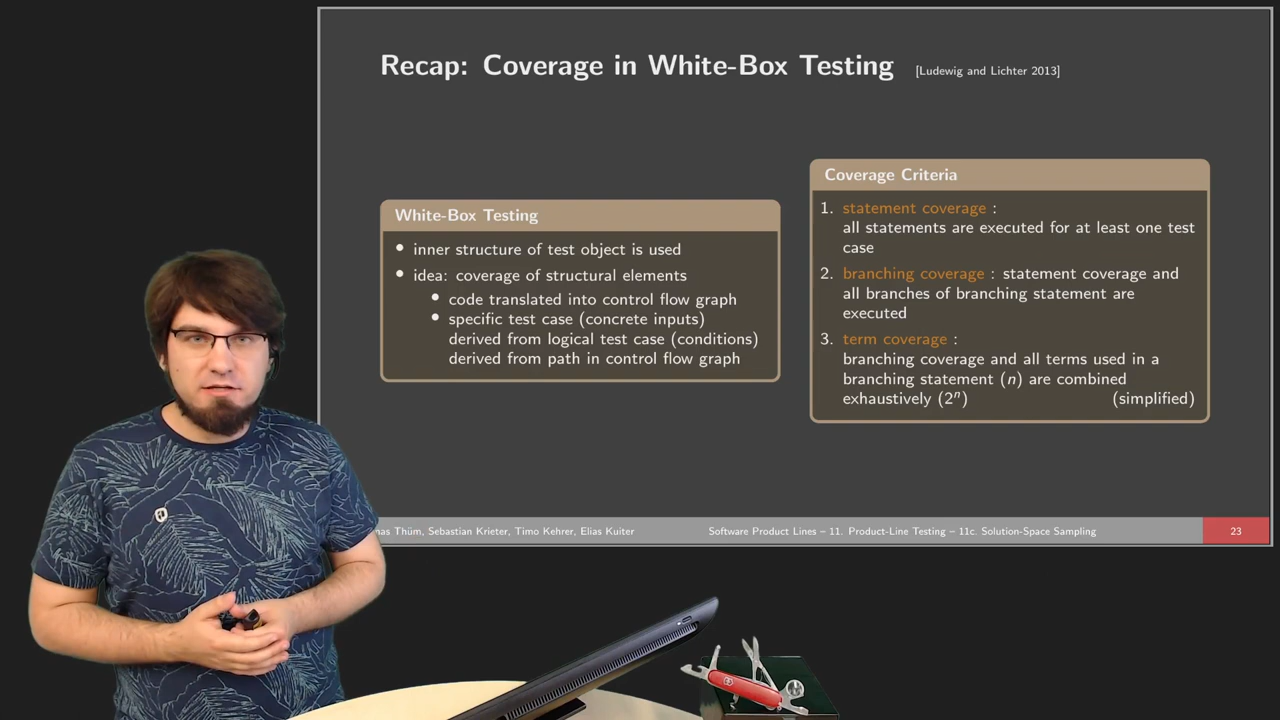 Recap: Coverage in White-Box Testing [Ludewig and Lichter 2013]
White-Box Testing
• inner structure of test object is used
• idea: coverage of structural elements
• code translated into control flow graph
• specific test case (concrete inputs)
derived from logical test case (conditions)
derived from path in control flow graph
Coverage Criteria
1. statement coverage :
all statements are executed for at least one test
case
2. branching coverage : statement coverage and
all branches of branching statement are
executed
3. term coverage :
branching coverage and all terms used in a
branching statement (n) are combined
exhaustively (2ⁿ) (simplified)
Thüm, Sebastian Krieter, Timo Kehrer, Elias Kuiter
Software Product Lines – 11. Product-Line Testing – 11c. Solution-Space Sampling
23